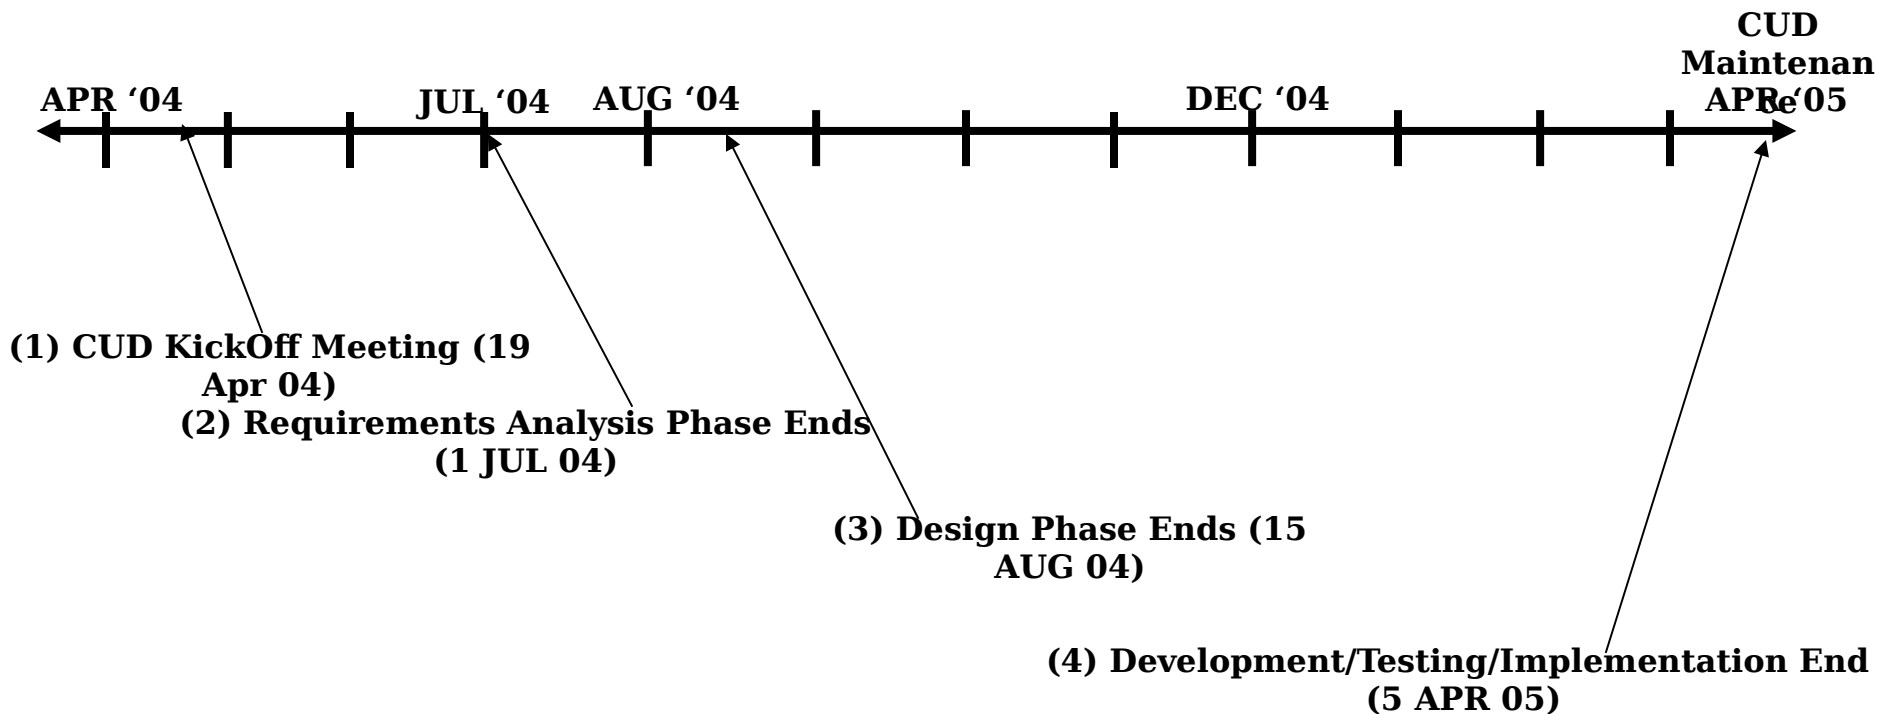 CUD
Maintenan
ce
APR ‘04
JUL ‘04
AUG ‘04
DEC ‘04
APR ‘05
(1) CUD KickOff Meeting (19
Apr 04)
(2) Requirements Analysis Phase Ends
(1 JUL 04)
(3) Design Phase Ends (15
AUG 04)
(4) Development/Testing/Implementation End
(5 APR 05)